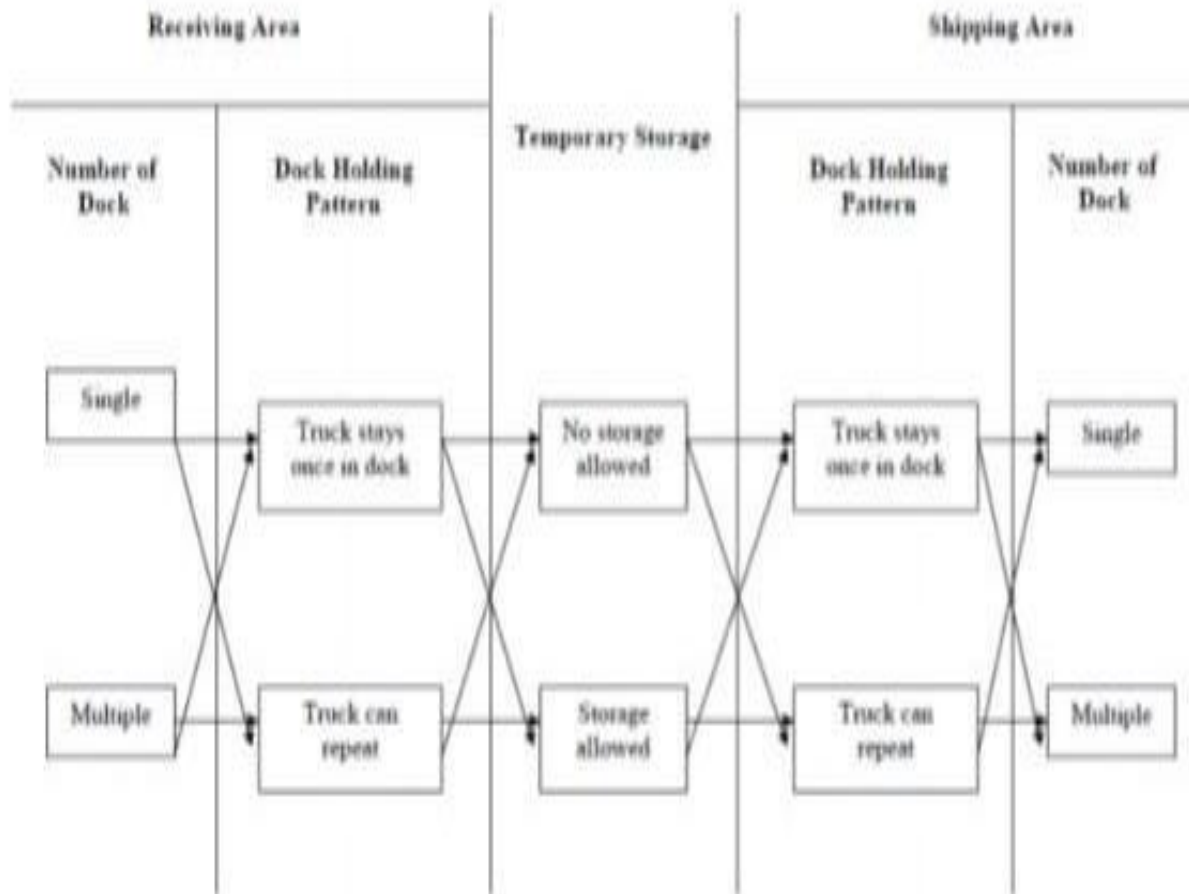 Receiving Area
Shipping Area
Temporary Storage
Number of
Dock
Dock Holding
Pattern
Dock Holding
Pattern
Number of
Dock
Single
Truck stays
once in dock
No storage
allowed
Truck stays
once in dock
Single
Multiple
Truck can
repeat
Storage
allowed
Truck can
repeat
Multiple